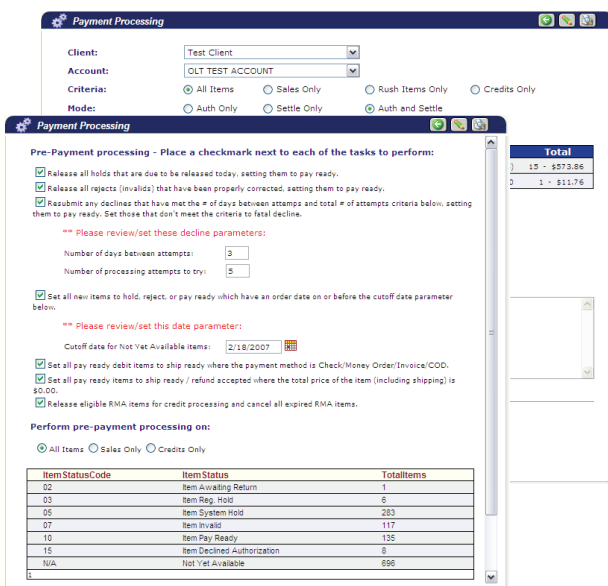 Payment Processing
Client: Test Client
Account: OLT TEST ACCOUNT
Criteria: All Items Sales Only Rush Items Only Credits Only
Mode: Auth Only Settle Only Auth and Settle
Total
) 15 - $573.86
0 1 - $11.76
Payment Processing
Pre-Payment processing - Place a checkmark next to each of the tasks to perform:
Release all holds that are due to be released today, setting them to pay ready.
Release all rejects (invalids) that have been properly corrected, setting them to pay ready.
Resubmit any declines that have met the # of days between attemps and total # of attempts criteria below, setting
them to pay ready. Set those that don't meet the criteria to fatal decline.
** Please review/set these decline parameters:
Number of days between attempts: 3
Number of processing attempts to try: 5
Set all new items to hold, reject, or pay ready which have an order date on or before the cutoff date parameter
below.
** Please review/set this date parameter:
Cutoff date for Not Yet Available items: 2/18/2007
Set all pay ready debit items to ship ready where the payment method is Check/Money Order/Invoice/COD.
Set all pay ready items to ship ready / refund accepted where the total price of the item (including shipping) is
$0.00.
Release eligible RMA items for credit processing and cancel all expired RMA items.
Perform pre-payment processing on:
All Items Sales Only Credits Only
ItemStatusCode ItemStatus TotalItems
02 Item Awaiting Return 1
03 Item Reg. Hold 6
05 Item System Hold 283
07 Item Invalid 117
10 Item Pay Ready 135
15 Item Declined Authorization 8
N/A Not Yet Available 696
1